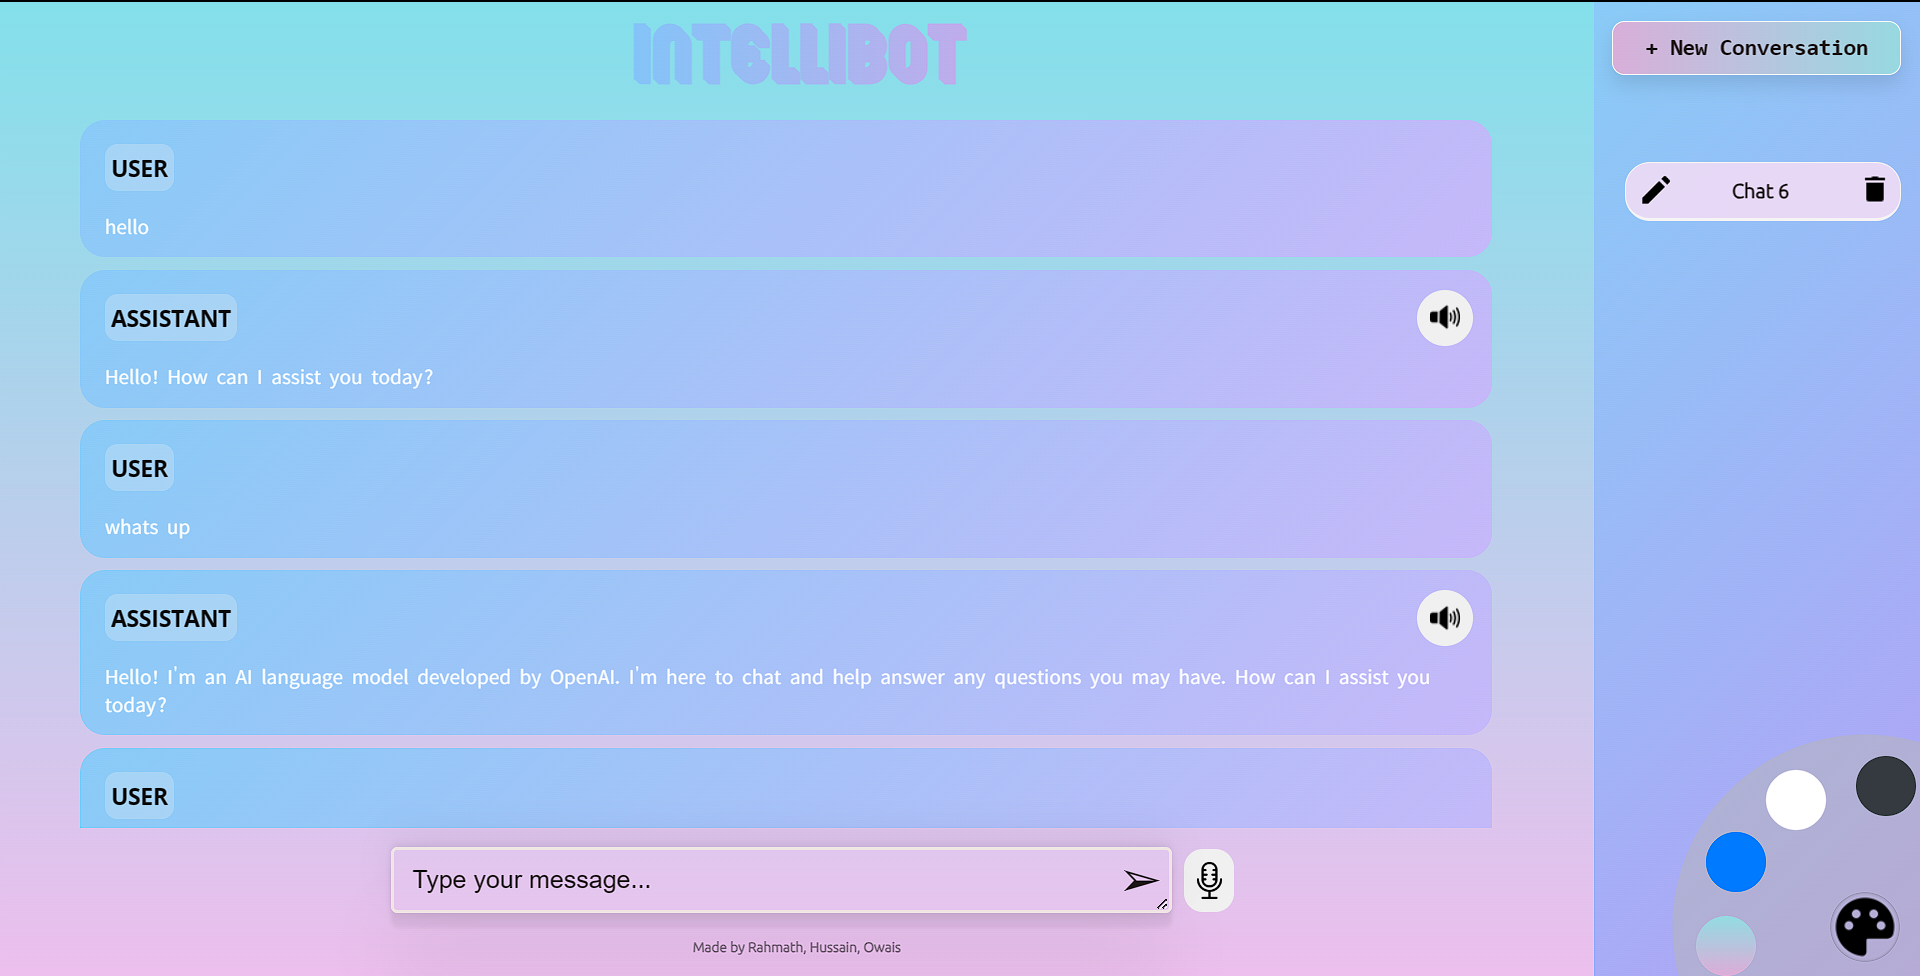 INTELLIBOT
+ New Conversation
Chat 6
USER
hello
ASSISTANT
Hello! How can I assist you today?
USER
whats up
ASSISTANT
Hello! I'm an AI language model developed by OpenAI. I'm here to chat and help answer any questions you may have. How can I assist you
today?
USER
Type your message...
Made by Rahmath, Hussain, Owais